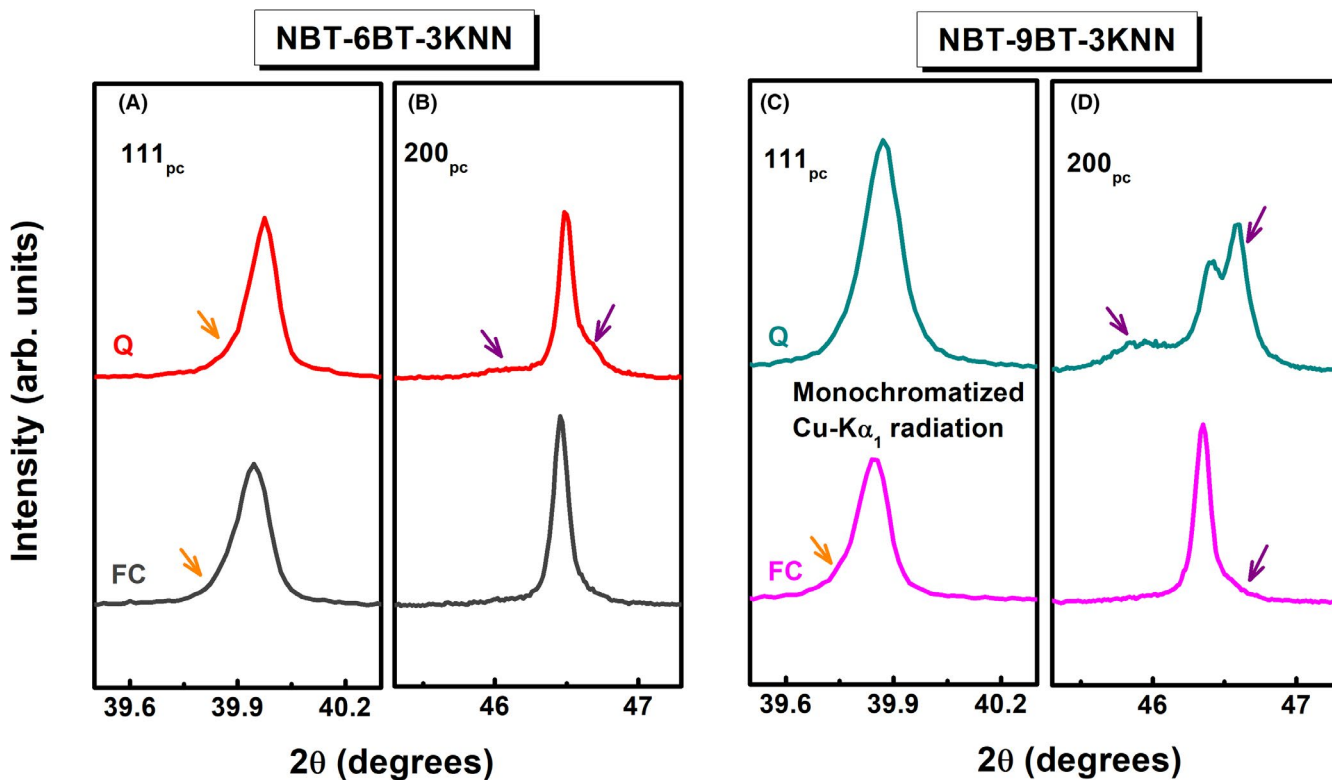 NBT-6BT-3KNN
NBT-9BT-3KNN
(A)
(B)
(C)
(D)
111pc
200pc
111pc
200pc
Intensity (arb. units)
Q
Q
Monochromatized
Cu-Kα1 radiation
FC
FC
39.6 39.9 40.2
46 47
39.6 39.9 40.2
46 47
2θ (degrees)
2θ (degrees)